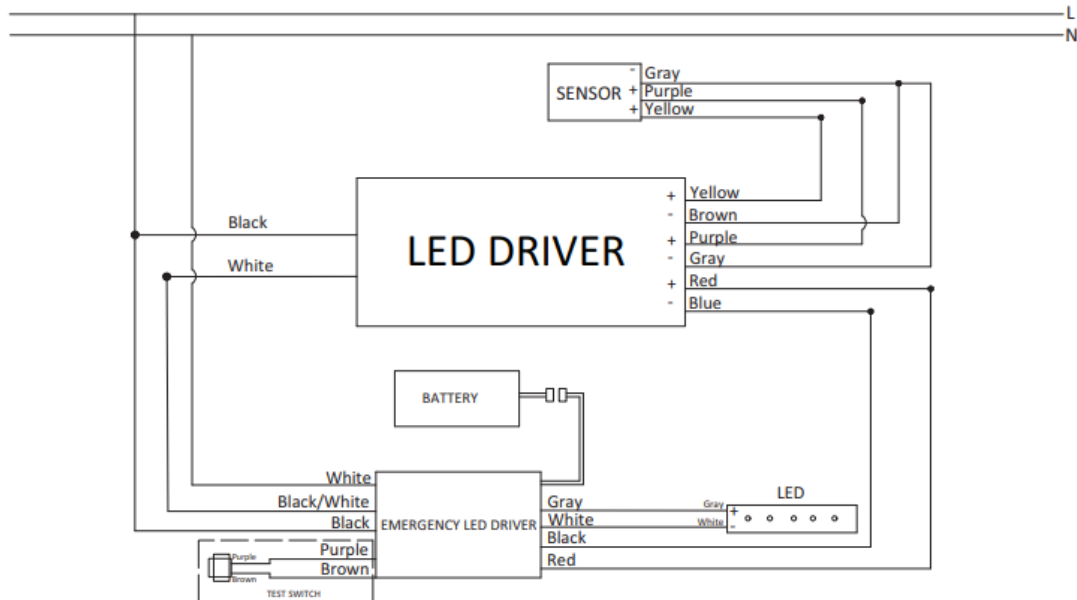 L
N
- Gray
SENSOR + Purple
+ Yellow
+ Yellow
- Brown
Black
LED DRIVER
+ Purple
White
- Gray
+ Red
- Blue
BATTERY
White
Black/White
Black
EMERGENCY LED DRIVER
Purple
Brown
Purple
Brown
TEST SWITCH
Gray
White
Black
Red
LED
Gray +
White -